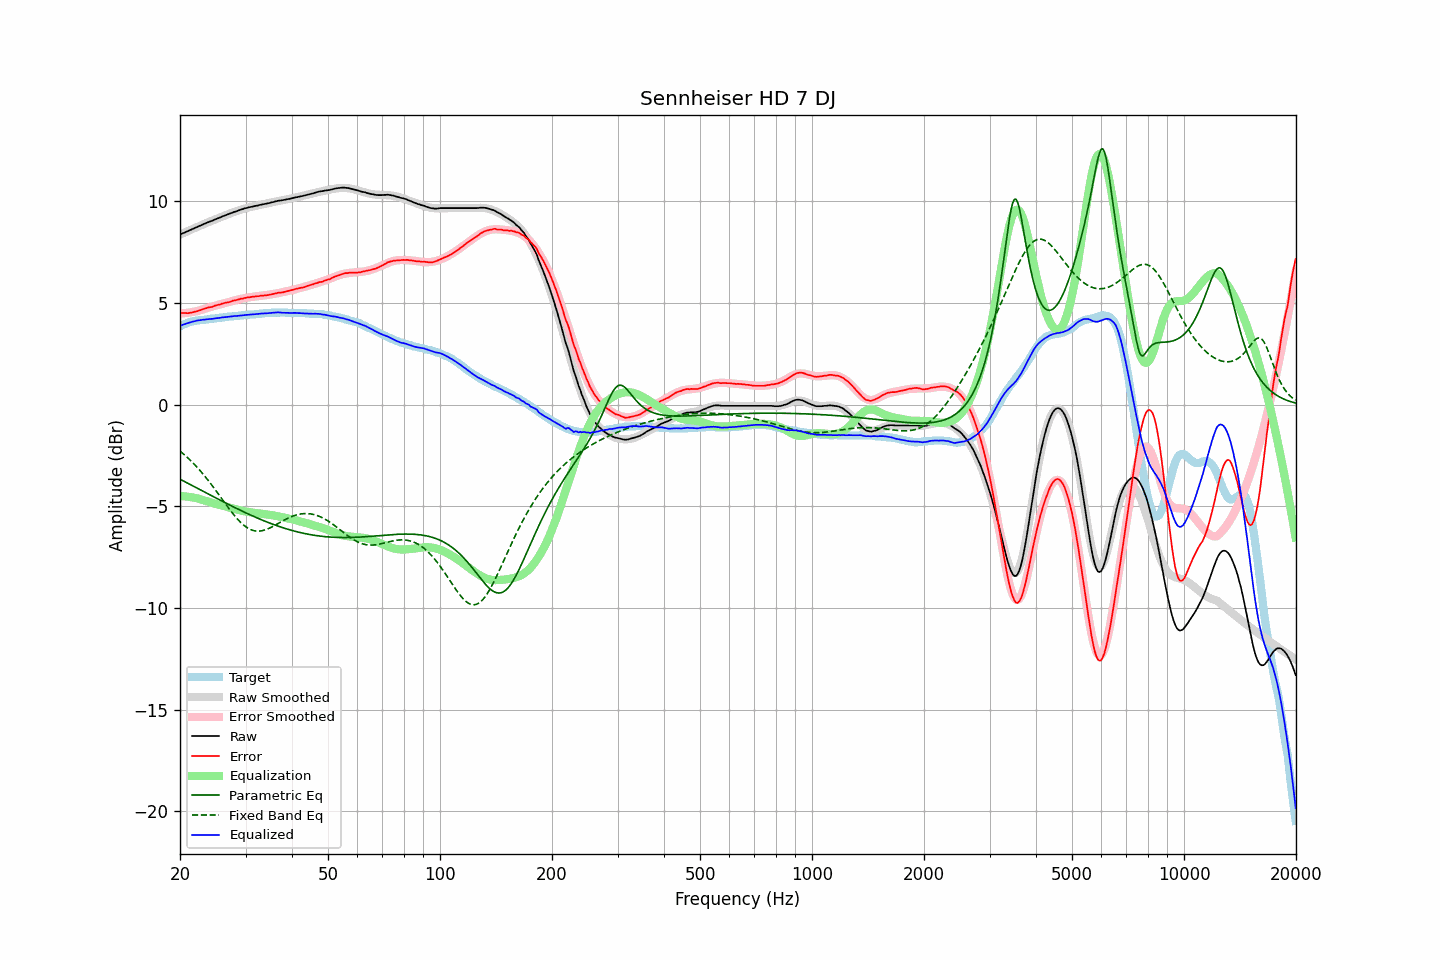 Sennheiser HD 7 DJ
Amplitude (dBr)
10
5
0
−5
−10
−15
−20
Target
Raw Smoothed
Error Smoothed
Raw
Error
Equalization
Parametric Eq
Fixed Band Eq
Equalized
20 50 100 200 500 1000 2000 5000 10000 20000
Frequency (Hz)